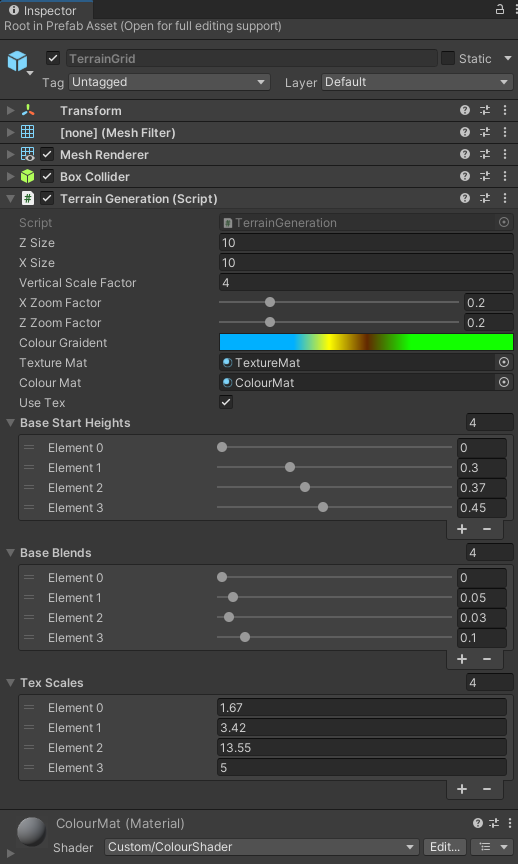 Inspector
Root in Prefab Asset (Open for full editing support)
TerrainGrid Static
Tag Untagged Layer Default
Transform
[none] (Mesh Filter)
Mesh Renderer
Box Collider
# Terrain Generation (Script)
Script # TerrainGeneration
Z Size 10
X Size 10
Vertical Scale Factor 4
X Zoom Factor 0.2
Z Zoom Factor 0.2
Colour Graident
Texture Mat TextureMat
Colour Mat ColourMat
Use Tex
Base Start Heights 4
Element 0 0
Element 1 0.3
Element 2 0.37
Element 3 0.45
+ −
Base Blends 4
Element 0 0
Element 1 0.05
Element 2 0.03
Element 3 0.1
+ −
Tex Scales 4
Element 0 1.67
Element 1 3.42
Element 2 13.55
Element 3 5
+ −
ColourMat (Material)
Shader Custom/ColourShader Edit...